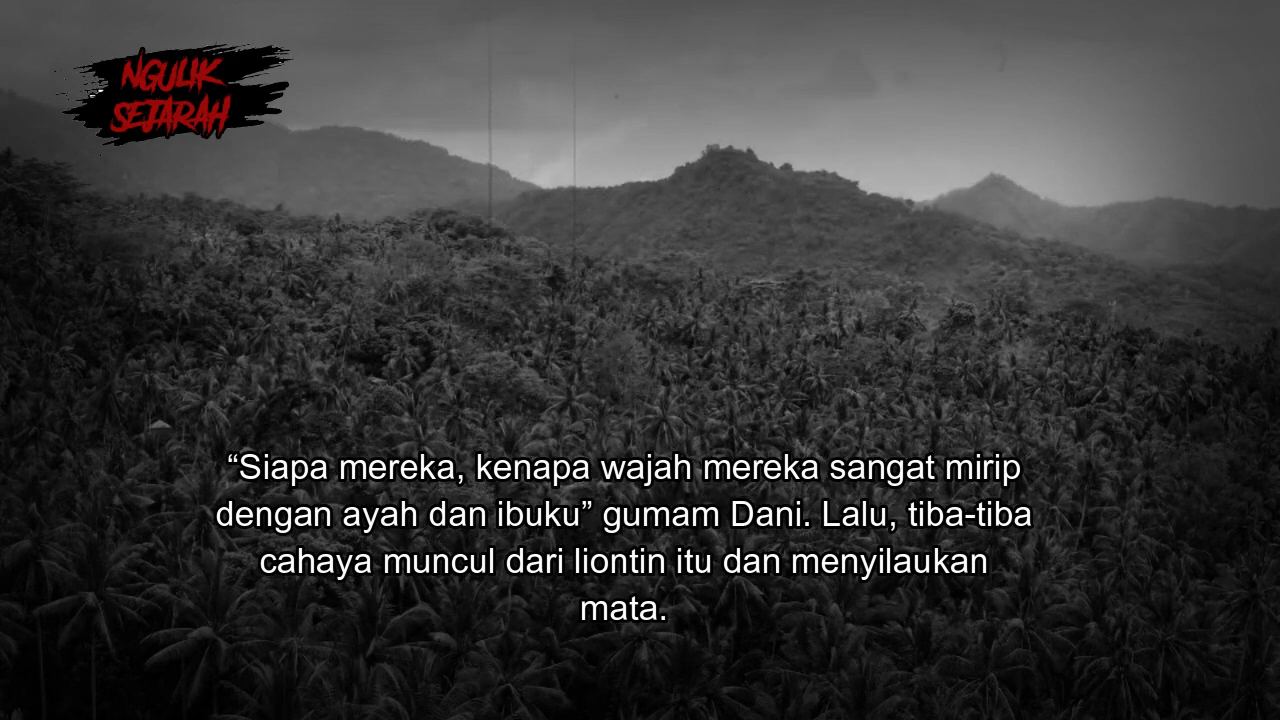 NGULIK
SEJARAH
“Siapa mereka, kenapa wajah mereka sangat mirip
dengan ayah dan ibuku” gumam Dani. Lalu, tiba-tiba
cahaya muncul dari liontin itu dan menyilaukan
mata.